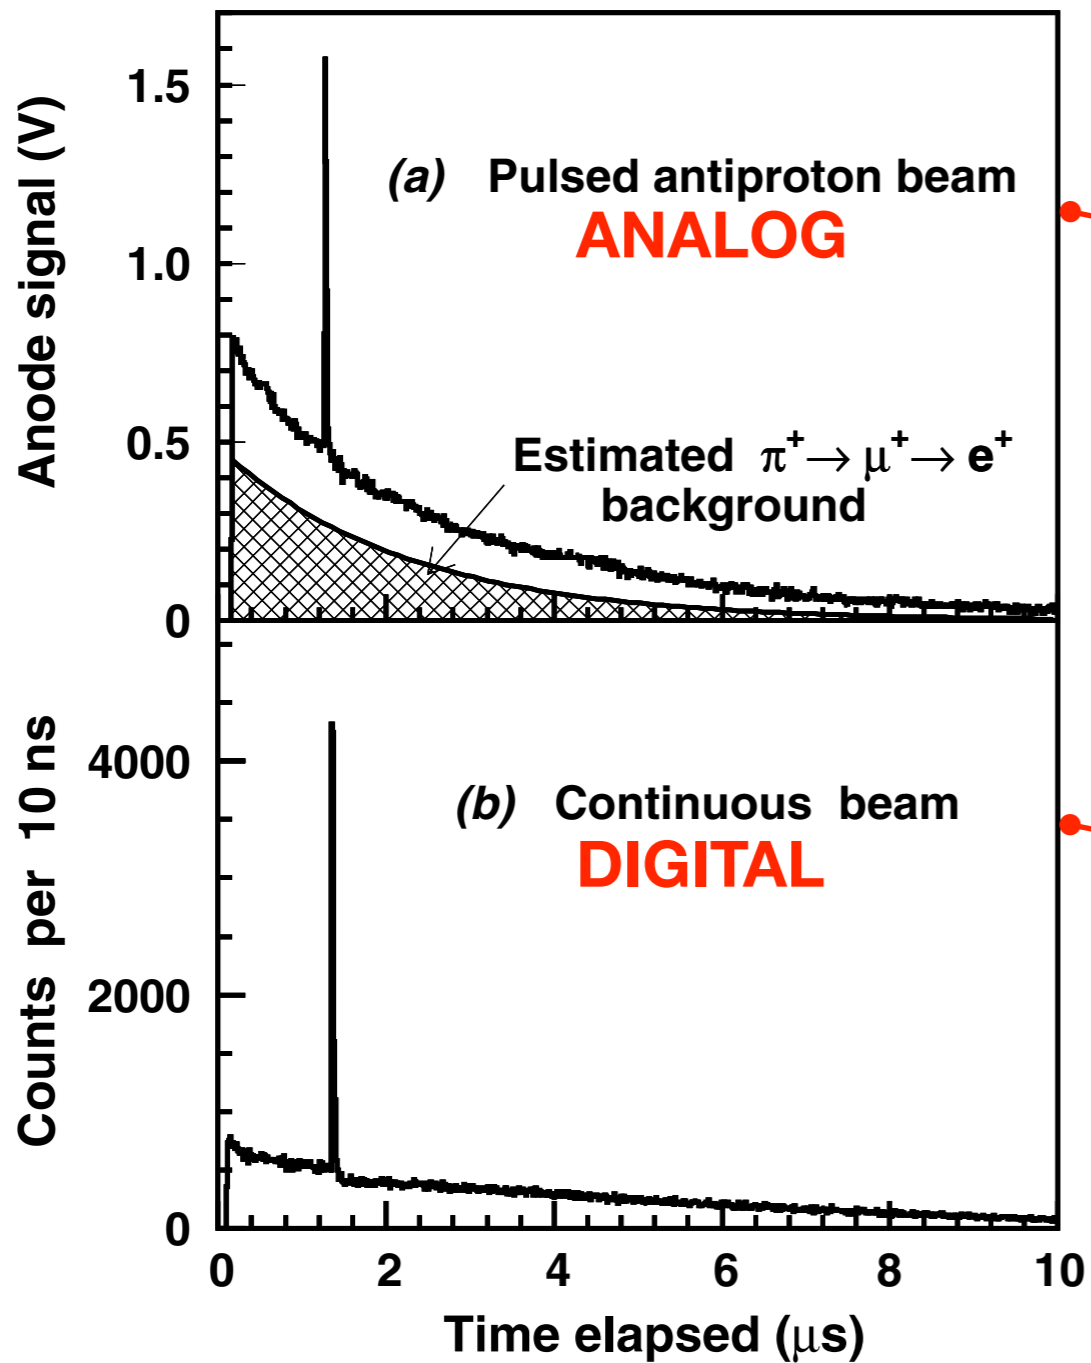 Anode signal (V)
1.5
1.0
0.5
0
(a) Pulsed antiproton beam
ANALOG
Estimated π⁺→ μ⁺→ e⁺
background
Counts per 10 ns
4000
2000
0
(b) Continuous beam
DIGITAL
0 2 4 6 8 10
Time elapsed (μs)